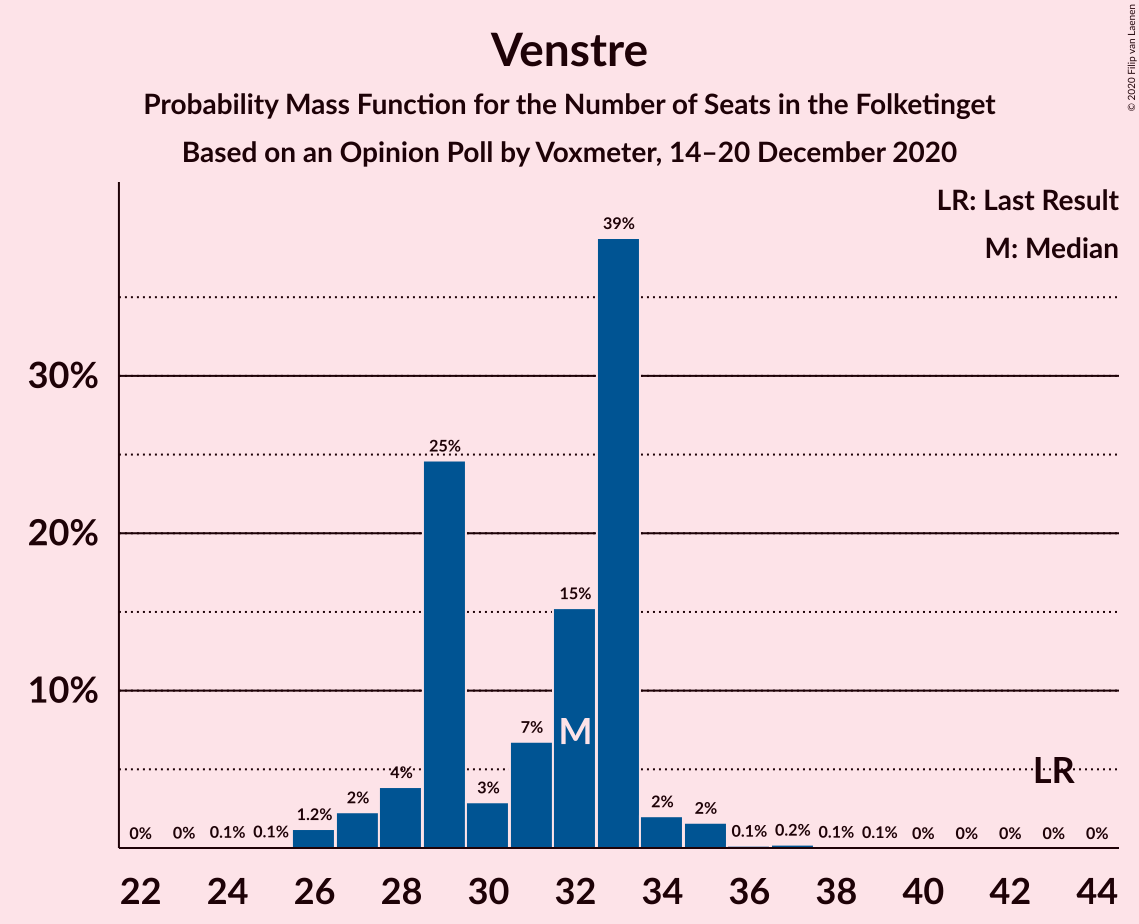 Venstre
Probability Mass Function for the Number of Seats in the Folketinget
Based on an Opinion Poll by Voxmeter, 14–20 December 2020
© 2020 Filip van Laenen
LR: Last Result
M: Median
39%
30%
25%
20%
15%
10%
M
7%
LR
4%
3%
2%
1.2%
2%
2%
0% 0% 0.1% 0.1% 0.1% 0.2% 0.1% 0.1% 0% 0% 0% 0% 0%
22 24 26 28 30 32 34 36 38 40 42 44